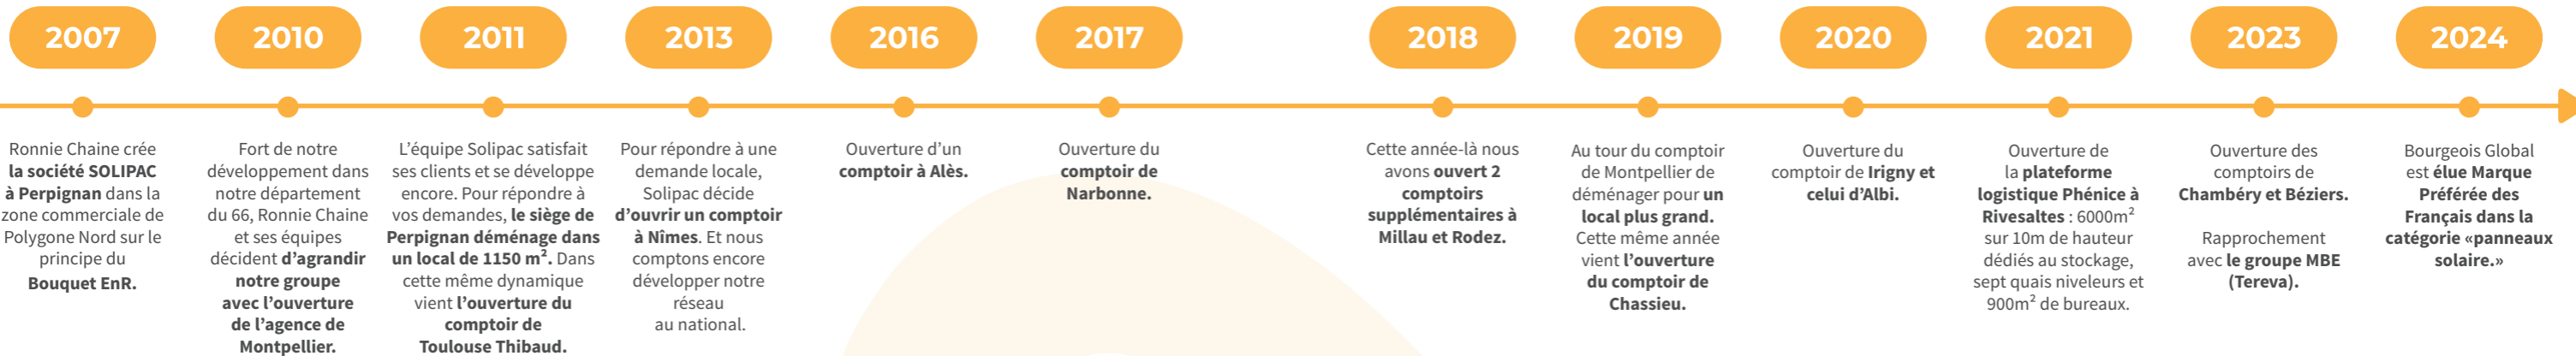 2007
Ronnie Chaine crée
la société SOLIPAC
à Perpignan dans la
zone commerciale de
Polygone Nord sur le
principe du
Bouquet EnR.
2010
Fort de notre
développement dans
notre département
du 66, Ronnie Chaine
et ses équipes
décident d’agrandir
notre groupe
avec l’ouverture
de l’agence de
Montpellier.
2011
L’équipe Solipac satisfait
ses clients et se développe
encore. Pour répondre à
vos demandes, le siège de
Perpignan déménage dans
un local de 1150 m². Dans
cette même dynamique
vient l’ouverture du
comptoir de
Toulouse Thibaud.
2013
Pour répondre à une
demande locale,
Solipac décide
d’ouvrir un comptoir
à Nîmes. Et nous
comptons encore
développer notre
réseau
au national.
2016
Ouverture d’un
comptoir à Alès.
2017
Ouverture du
comptoir de
Narbonne.
2018
Cette année-là nous
avons ouvert 2
comptoirs
supplémentaires à
Millau et Rodez.
2019
Au tour du comptoir
de Montpellier de
déménager pour un
local plus grand.
Cette même année
vient l’ouverture
du comptoir de
Chassieu.
2020
Ouverture du
comptoir de Irigny et
celui d’Albi.
2021
Ouverture de
la plateforme
logistique Phénice à
Rivesaltes : 6000m²
sur 10m de hauteur
dédiés au stockage,
sept quais niveleurs et
900m² de bureaux.
2023
Ouverture des
comptoirs de
Chambéry et Béziers.
Rapprochement
avec le groupe MBE
(Tereva).
2024
Bourgeois Global
est élue Marque
Préférée des
Français dans la
catégorie «panneaux
solaire.»